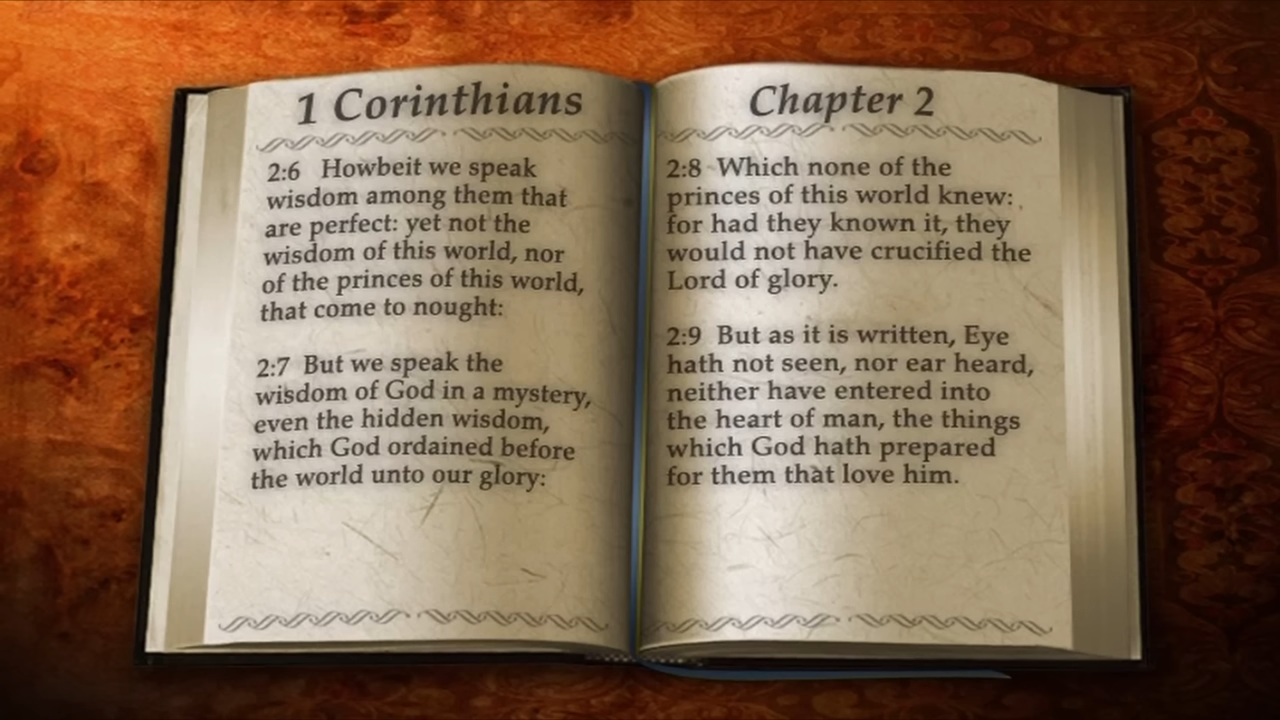 1 Corinthians
2:6 Howbeit we speak
wisdom among them that
are perfect: yet not the
wisdom of this world, nor
of the princes of this world,
that come to nought:
2:7 But we speak the
wisdom of God in a mystery,
even the hidden wisdom,
which God ordained before
the world unto our glory:
Chapter 2
2:8 Which none of the
princes of this world knew:
for had they known it, they
would not have crucified the
Lord of glory.
2:9 But as it is written, Eye
hath not seen, nor ear heard,
neither have entered into
the heart of man, the things
which God hath prepared
for them that love him.